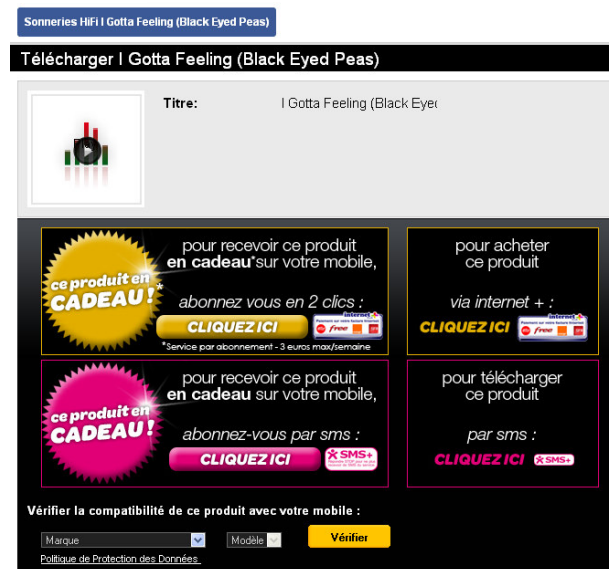 Sonneries HiFi I Gotta Feeling (Black Eyed Peas)
Télécharger I Gotta Feeling (Black Eyed Peas)
Titre: I Gotta Feeling (Black Eye
ce produit en
CADEAU !*
pour recevoir ce produit
en cadeau*sur votre mobile,
abonnez vous en 2 clics :
CLIQUEZ ICI
internet+
free
*Service par abonnement - 3 euros max/semaine
pour acheter
ce produit
via internet + :
CLIQUEZ ICI
internet+
free
ce produit en
CADEAU !
pour recevoir ce produit
en cadeau sur votre mobile,
abonnez-vous par sms :
CLIQUEZ ICI
SMS+
pour télécharger
ce produit
par sms :
CLIQUEZ ICI SMS+
Vérifier la compatibilité de ce produit avec votre mobile :
Marque Modèle Vérifier
Politique de Protection des Données